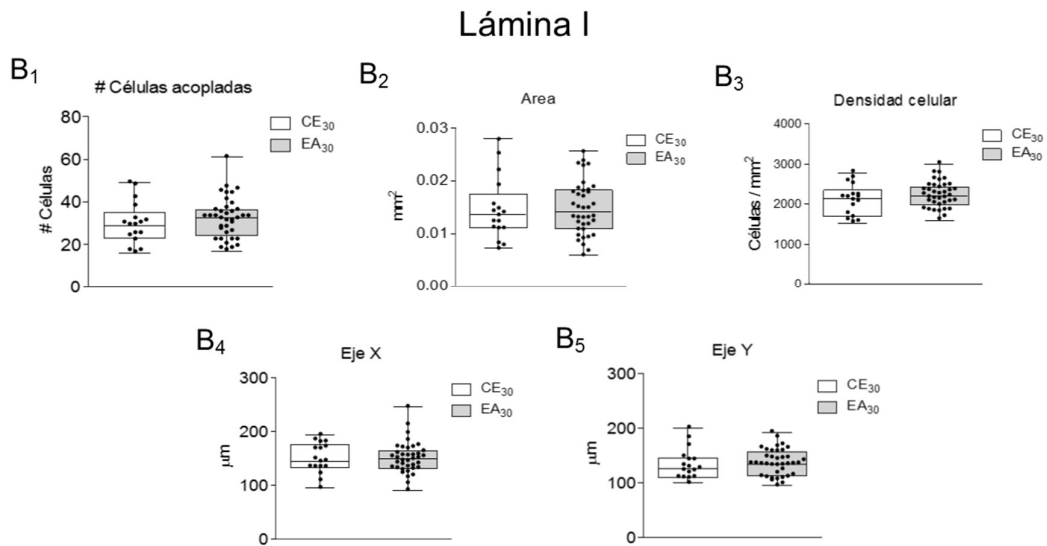 Lámina I
B1
# Células acopladas
80
60
40
20
0
# Células
CE30
EA30
B2
Area
0.03
0.02
0.01
0.00
mm2
CE30
EA30
B3
Densidad celular
4000
3000
2000
1000
0
Células / mm2
CE30
EA30
B4
Eje X
300
200
100
0
µm
CE30
EA30
B5
Eje Y
300
200
100
0
µm
CE30
EA30